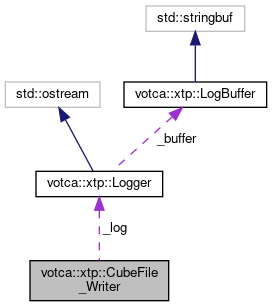 std::stringbuf
std::ostream
votca::xtp::LogBuffer
_buffer
votca::xtp::Logger
_log
votca::xtp::CubeFile
_Writer